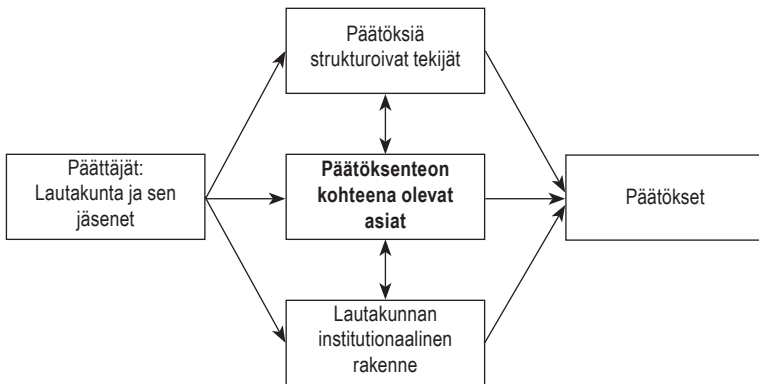 Päätöksiä
strukturoivat tekijät
Päättäjät:
Lautakunta ja sen
jäsenet
Päätöksenteon
kohteena olevat
asiat
Päätökset
Lautakunnan
institutionaalinen
rakenne